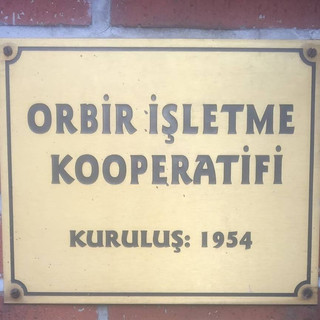 ORBİR İŞLETME
KOOPERATİFİ
KURULUŞ: 1954